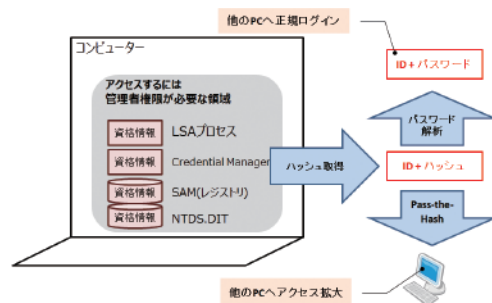 他のPCへ正規ログイン
コンピューター
ID+パスワード
アクセスするには
管理者権限が必要な領域
パスワード
解析
資格情報 LSAプロセス
資格情報 Credential Manager
ハッシュ取得
ID+ハッシュ
資格情報 SAM(レジストリ)
資格情報 NTDS.DIT
Pass-the-
Hash
他のPCへアクセス拡大